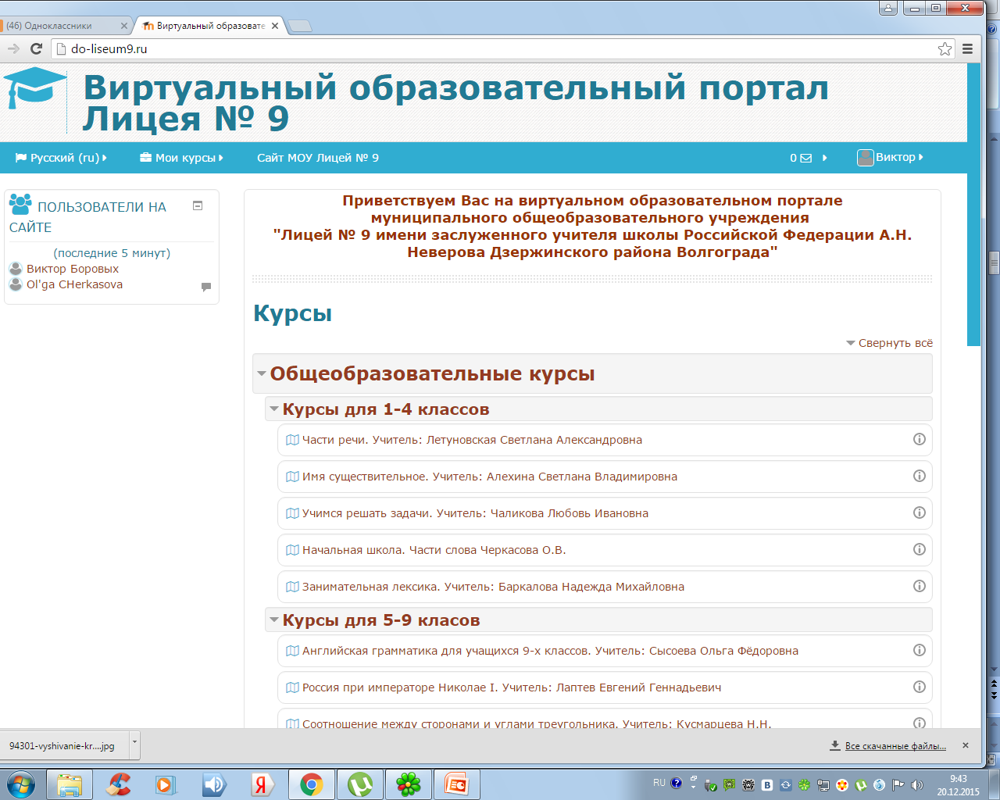 (46) Одноклассники
Виртуальный образовате
do-liseum9.ru
Виртуальный образовательный портал
Лицея № 9
Русский (ru)
Мои курсы
Сайт МОУ Лицей № 9
0
Виктор
ПОЛЬЗОВАТЕЛИ НА
САЙТЕ
(последние 5 минут)
Виктор Боровых
Ol'ga CHerkasova
Приветствуем Вас на виртуальном образовательном портале
муниципального общеобразовательного учреждения
"Лицей № 9 имени заслуженного учителя школы Российской Федерации А.Н.
Неверова Дзержинского района Волгограда"
Курсы
Свернуть всё
Общеобразовательные курсы
Курсы для 1-4 классов
Части речи. Учитель: Летуновская Светлана Александровна
Имя существительное. Учитель: Алехина Светлана Владимировна
Учимся решать задачи. Учитель: Чаликова Любовь Ивановна
Начальная школа. Части слова Черкасова О.В.
Занимательная лексика. Учитель: Баркалова Надежда Михайловна
Курсы для 5-9 класов
Английская грамматика для учащихся 9-х классов. Учитель: Сысоева Ольга Фёдоровна
Россия при императоре Николае I. Учитель: Лаптев Евгений Геннадьевич
Соотношение между сторонами и углами треугольника. Учитель: Кусмарцева Н.Н.
94301-vyshivanie-kr....jpg
Все скачанные файлы...
RU
9:43
20.12.2015